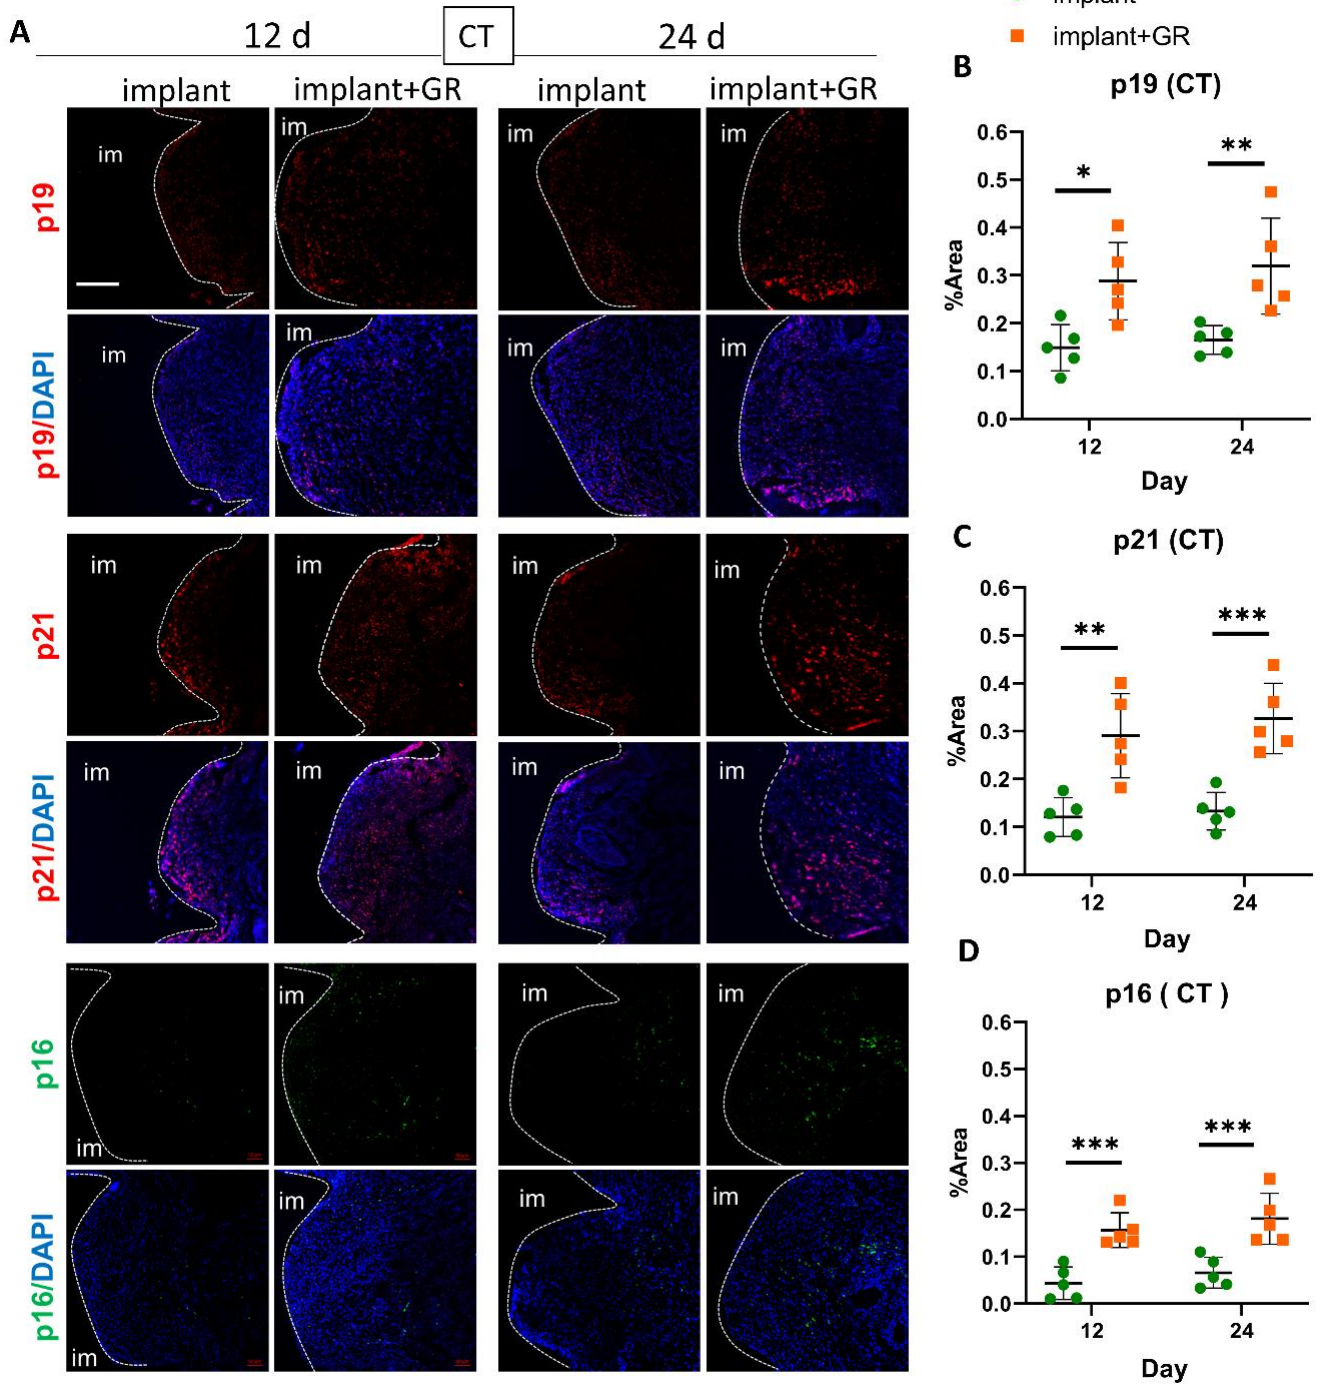 A
12 d
CT
24 d
implant
implant+GR
implant
implant+GR
p19
im
im
im
im
p19/DAPI
im
im
im
im
p21
im
im
im
im
p21/DAPI
im
im
im
im
p16
im
im
im
im
p16/DAPI
im
im
im
im
implant
implant+GR
B
p19 (CT)
%Area
0.6
0.5
0.4
0.3
0.2
0.1
0.0
*
**
12
24
Day
C
p21 (CT)
%Area
0.6
0.5
0.4
0.3
0.2
0.1
0.0
**
***
12
24
Day
D
p16 ( CT )
%Area
0.6
0.5
0.4
0.3
0.2
0.1
0.0
***
***
12
24
Day